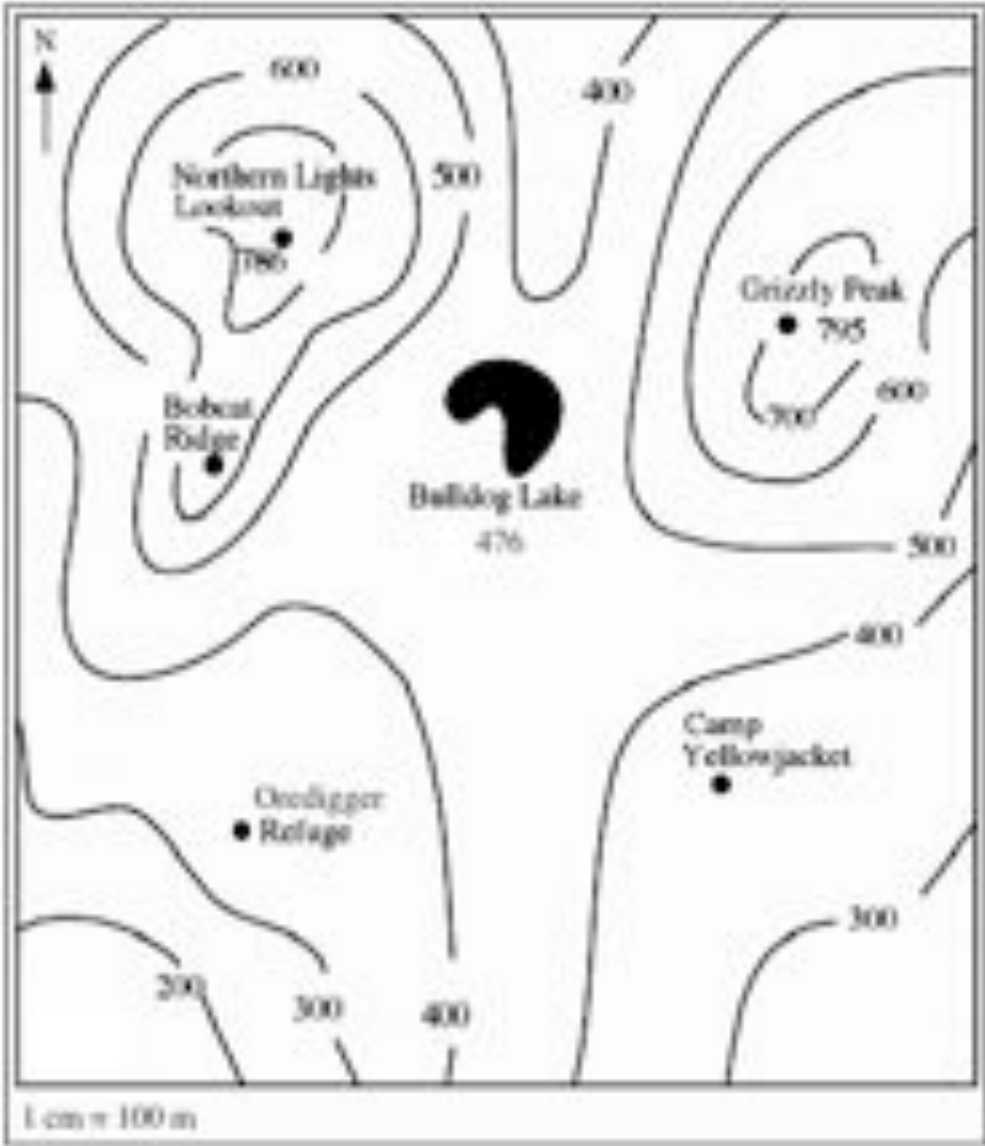 N
600
400
Northern Lights
Lookout
500
786
Grizzly Peak
795
600
700
Bobcat
Ridge
Bulldog Lake
476
500
400
Camp
Yellowjacket
Oredigger
Refuge
300
200
300
400
1 cm = 100 m